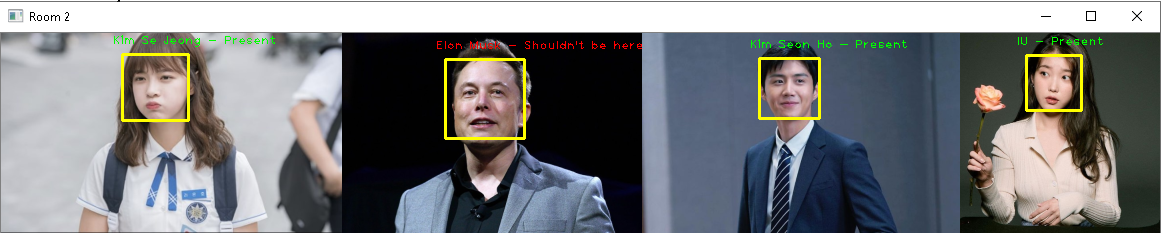 Room 2
Kim Se Jeong - Present
Elon Musk - Shouldn't be here
Kim Seon Ho - Present
IU - Present